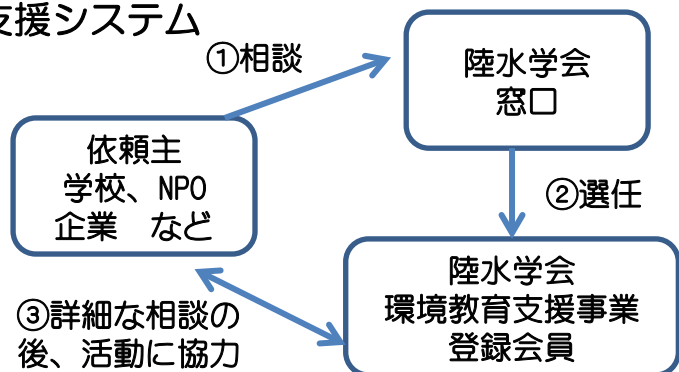 支援システム
①相談
陸水学会
窓口
依頼主
学校、NPO
企業　など
②選任
陸水学会
環境教育支援事業
登録会員
③詳細な相談の
後、活動に協力